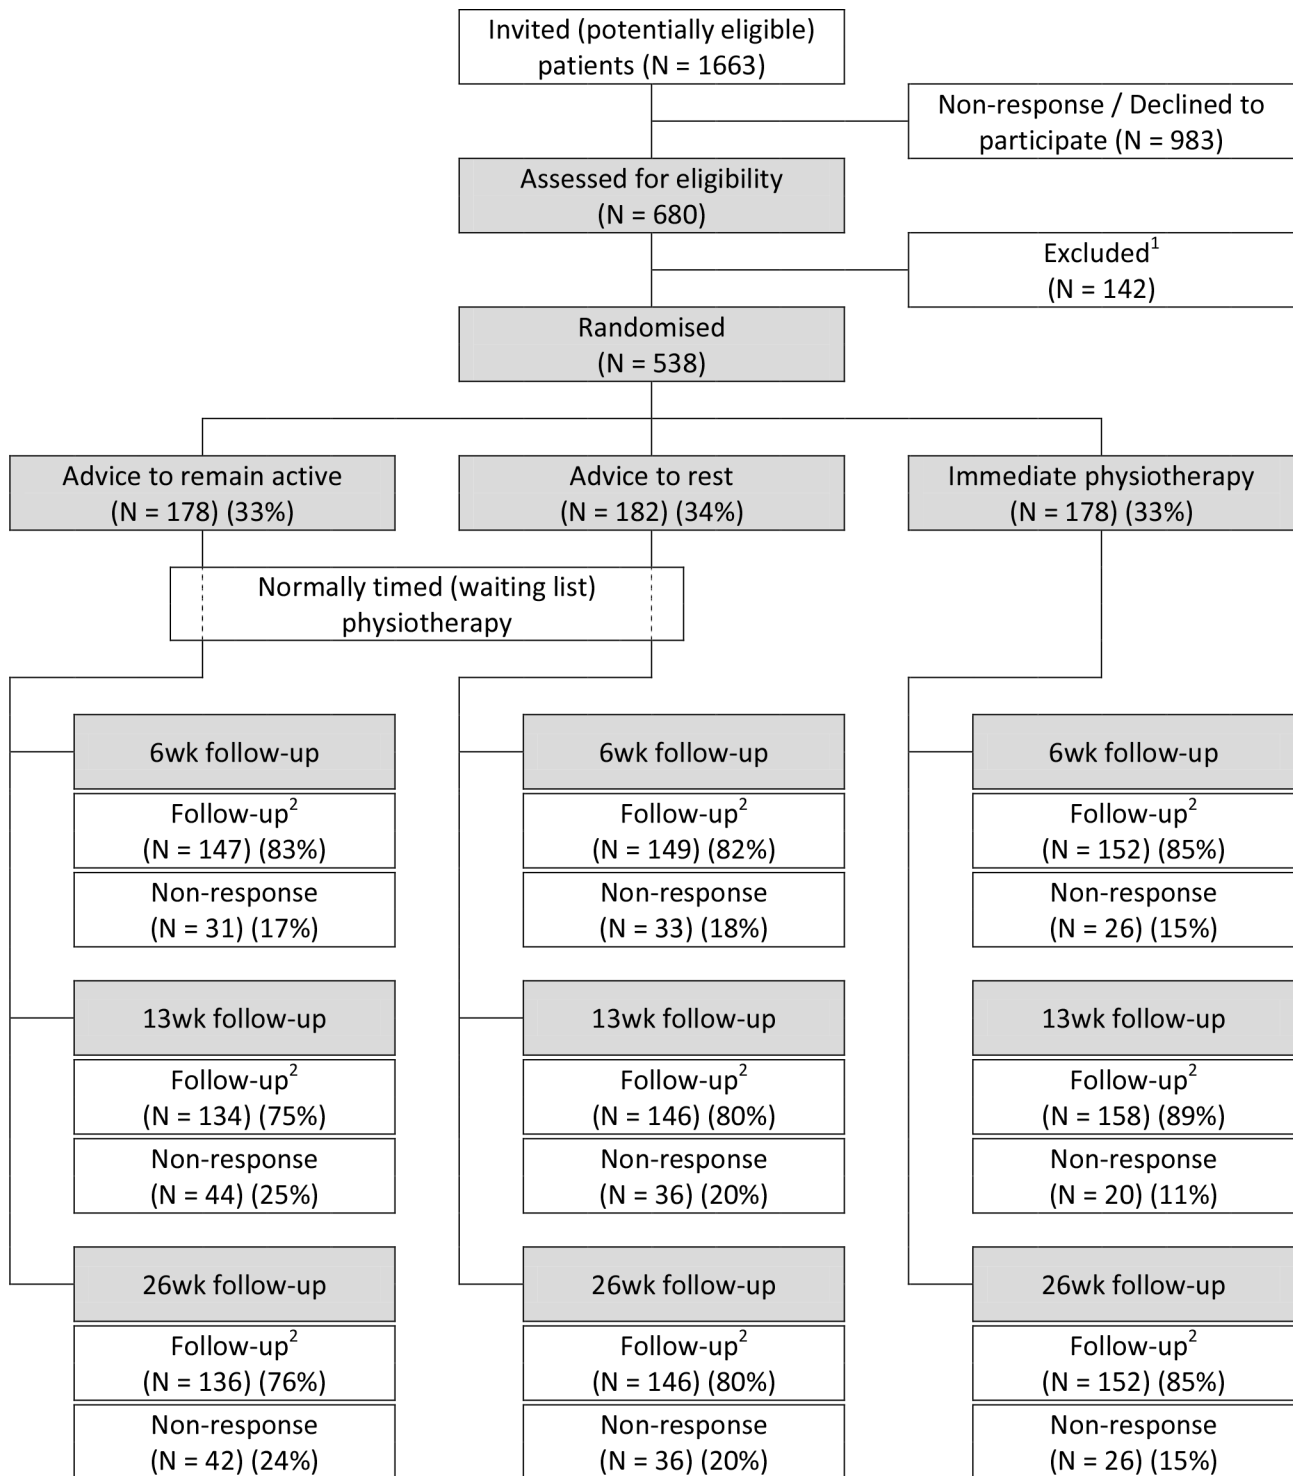 Invited (potentially eligible)
patients (N = 1663)
Non-response / Declined to
participate (N = 983)
Assessed for eligibility
(N = 680)
Excluded¹
(N = 142)
Randomised
(N = 538)
Advice to remain active
(N = 178) (33%)
Advice to rest
(N = 182) (34%)
Immediate physiotherapy
(N = 178) (33%)
Normally timed (waiting list)
physiotherapy
6wk follow-up
Follow-up²
(N = 147) (83%)
Non-response
(N = 31) (17%)
13wk follow-up
Follow-up²
(N = 134) (75%)
Non-response
(N = 44) (25%)
26wk follow-up
Follow-up²
(N = 136) (76%)
Non-response
(N = 42) (24%)
6wk follow-up
Follow-up²
(N = 149) (82%)
Non-response
(N = 33) (18%)
13wk follow-up
Follow-up²
(N = 146) (80%)
Non-response
(N = 36) (20%)
26wk follow-up
Follow-up²
(N = 146) (80%)
Non-response
(N = 36) (20%)
6wk follow-up
Follow-up²
(N = 152) (85%)
Non-response
(N = 26) (15%)
13wk follow-up
Follow-up²
(N = 158) (89%)
Non-response
(N = 20) (11%)
26wk follow-up
Follow-up²
(N = 152) (85%)
Non-response
(N = 26) (15%)